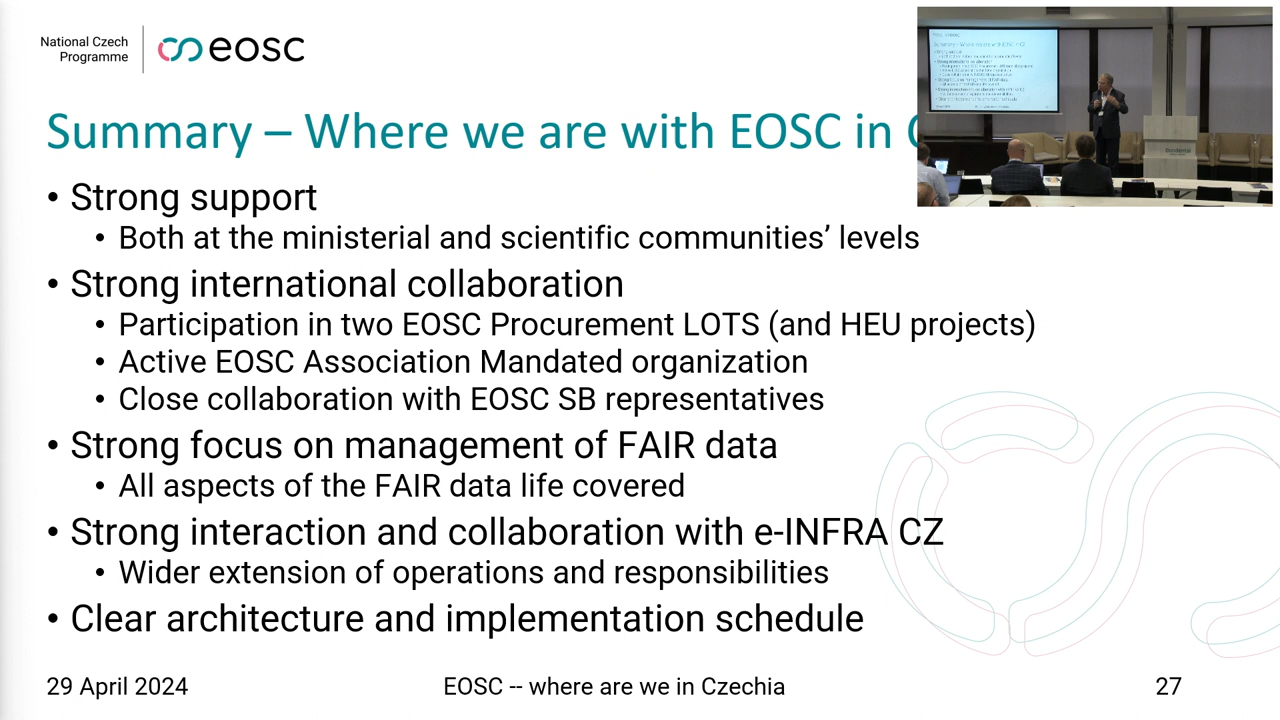 National Czech
Programme
eosc
Summary – Where we are with EOSC in
• Strong support
• Both at the ministerial and scientific communities’ levels
• Strong international collaboration
• Participation in two EOSC Procurement LOTS (and HEU projects)
• Active EOSC Association Mandated organization
• Close collaboration with EOSC SB representatives
• Strong focus on management of FAIR data
• All aspects of the FAIR data life covered
• Strong interaction and collaboration with e-INFRA CZ
• Wider extension of operations and responsibilities
• Clear architecture and implementation schedule
29 April 2024
EOSC -- where are we in Czechia
27